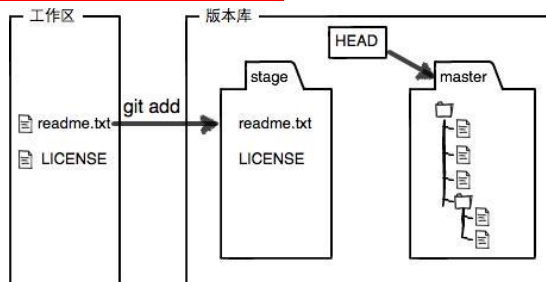 工作区
版本库
HEAD
stage
master
git add
readme.txt
readme.txt
LICENSE
LICENSE